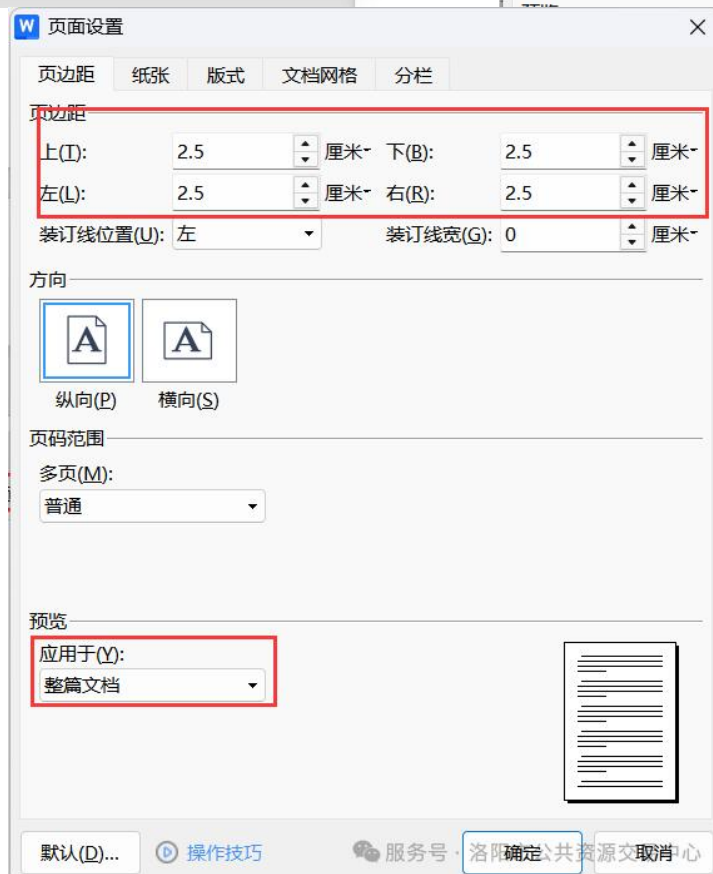 页面设置
页边距 纸张 版式 文档网格 分栏
页边距
上(T): 2.5 厘米 下(B): 2.5 厘米
左(L): 2.5 厘米 右(R): 2.5 厘米
装订线位置(U): 左 装订线宽(G): 0 厘米
方向
A A
纵向(P) 横向(S)
页码范围
多页(M):
普通
预览
应用于(Y):
整篇文档
默认(D)... 操作技巧 确定 取消
服务号 · 洛阳 公共资源交 中心